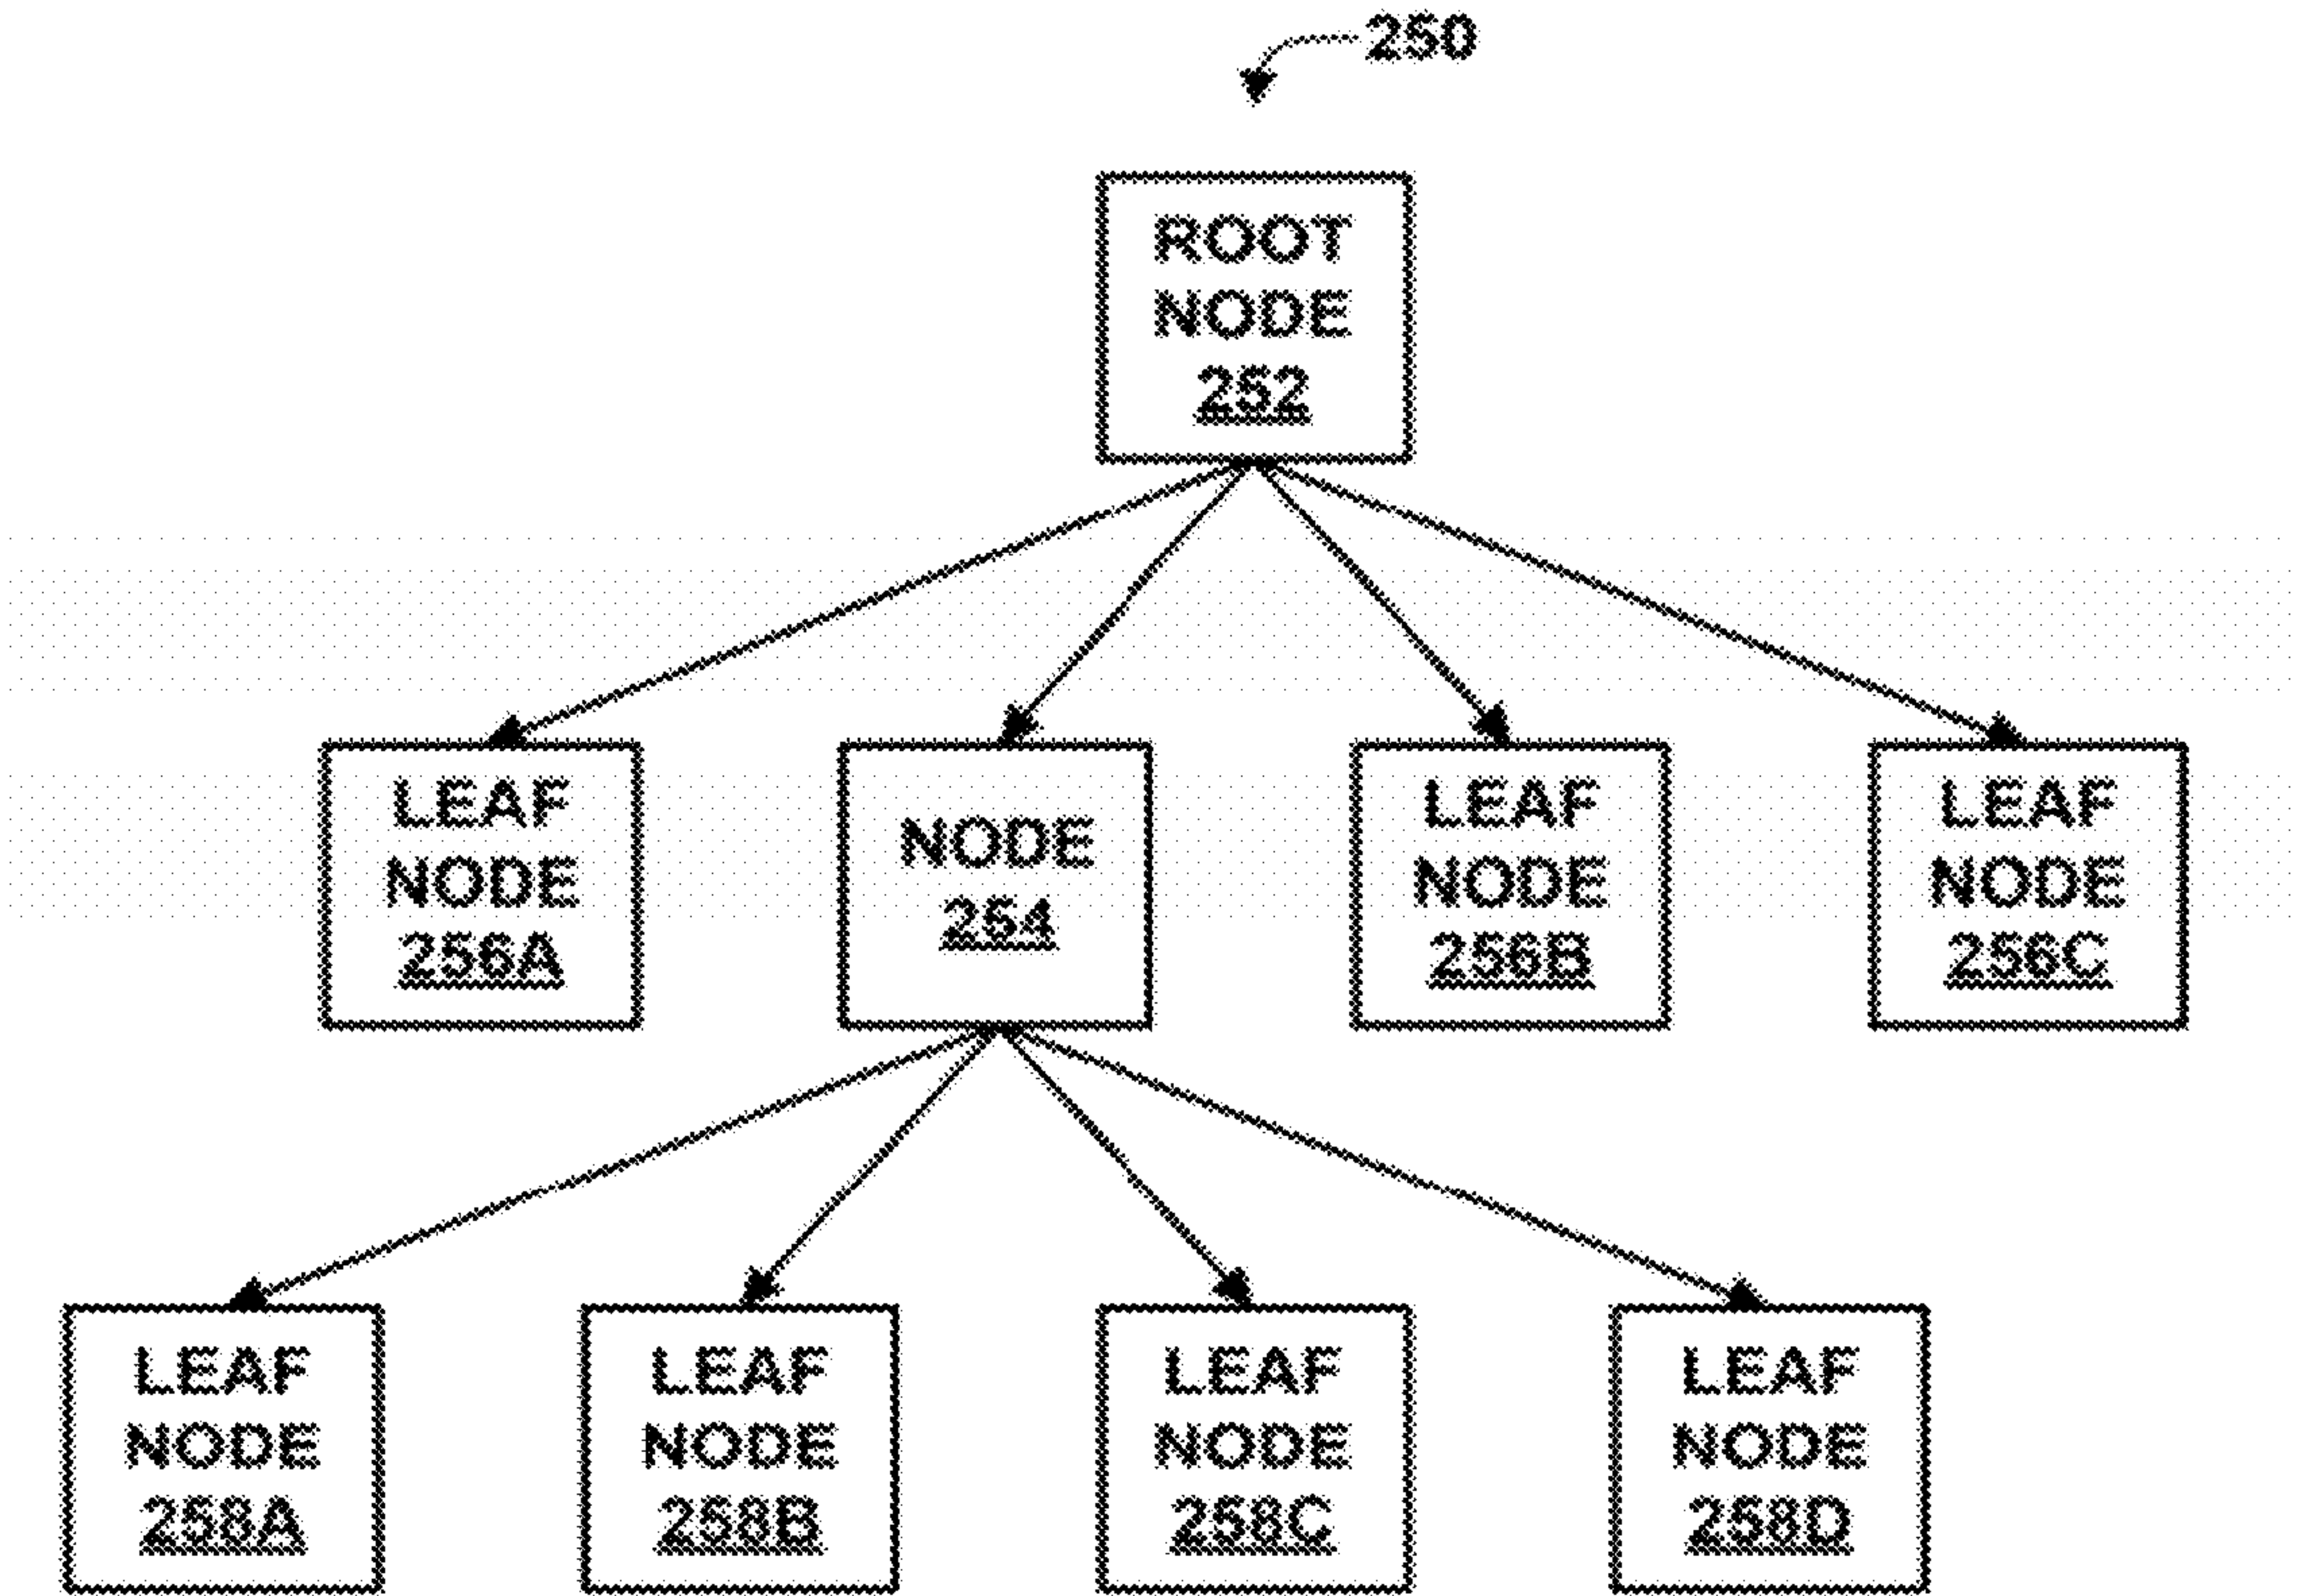 250
ROOT
NODE
252
LEAF
NODE
256A
NODE
254
LEAF
NODE
256B
LEAF
NODE
256C
LEAF
NODE
258A
LEAF
NODE
258B
LEAF
NODE
258C
LEAF
NODE
258D